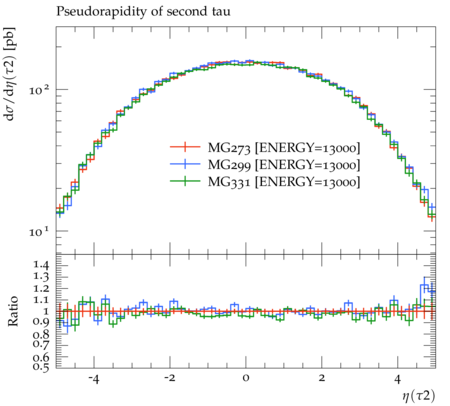 Pseudorapidity of second tau
dσ/dη(τ2) [pb]
10²
MG273 [ENERGY=13000]
MG299 [ENERGY=13000]
MG331 [ENERGY=13000]
10¹
Ratio
1.4
1.3
1.2
1.1
1
0.9
0.8
0.7
0.6
0.5
-4 -2 0 2 4
η(τ2)